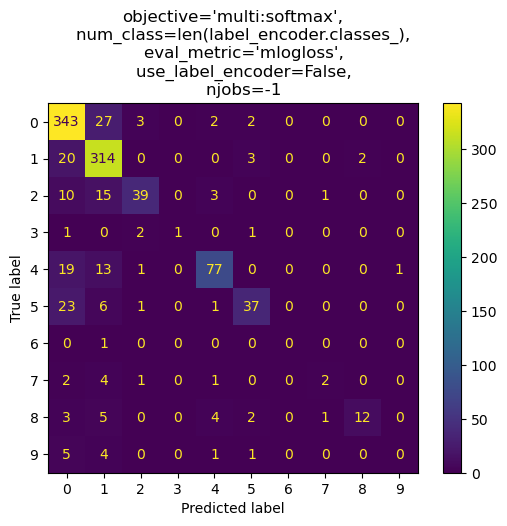 objective='multi:softmax',
num_class=len(label_encoder.classes_),
eval_metric='mlogloss',
use_label_encoder=False,
njobs=-1
0 343 27 3 0 2 2 0 0 0 0
1 20 314 0 0 0 3 0 0 2 0
2 10 15 39 0 3 0 0 1 0 0
3 1 0 2 1 0 1 0 0 0 0
4 19 13 1 0 77 0 0 0 0 1
5 23 6 1 0 1 37 0 0 0 0
6 0 1 0 0 0 0 0 0 0 0
7 2 4 1 0 1 0 0 2 0 0
8 3 5 0 0 4 2 0 1 12 0
9 5 4 0 0 1 1 0 0 0 0
0 1 2 3 4 5 6 7 8 9
Predicted label
True label
300
250
200
150
100
50
0